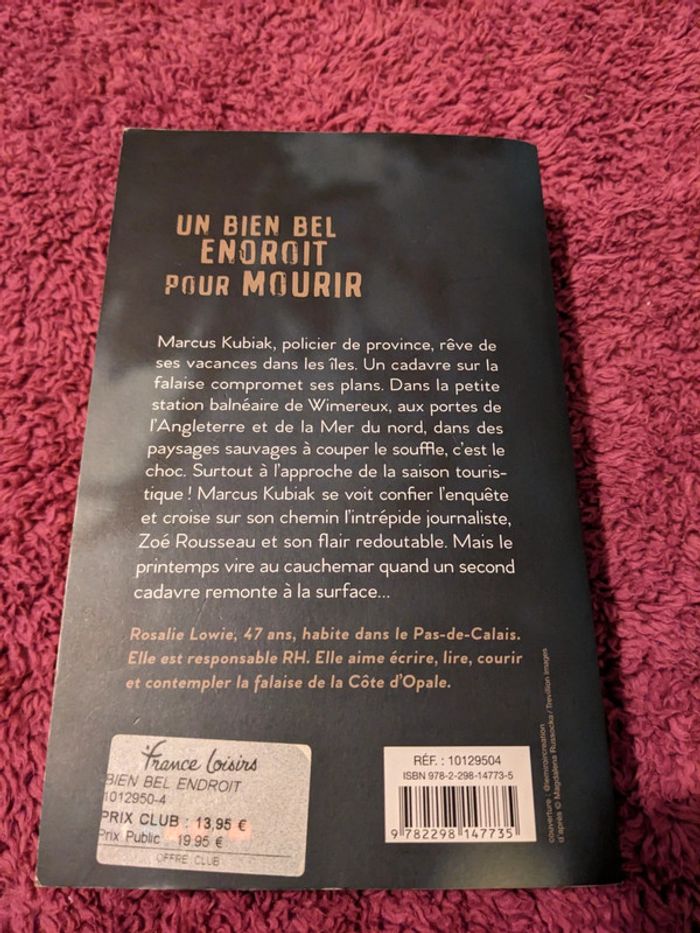 UN BIEN BEL
ENDROIT
POUR MOURIR
Marcus Kubiak, policier de province, rêve de
ses vacances dans les îles. Un cadavre sur la
falaise compromet ses plans. Dans la petite
station balnéaire de Wimereux, aux portes de
l'Angleterre et de la Mer du nord, dans des
paysages sauvages à couper le souffle, c'est le
choc. Surtout à l'approche de la saison touris-
tique ! Marcus Kubiak se voit confier l'enquête
et croise sur son chemin l'intrépide journaliste,
Zoé Rousseau et son flair redoutable. Mais le
printemps vire au cauchemar quand un second
cadavre remonte à la surface...
Rosalie Lowie, 47 ans, habite dans le Pas-de-Calais.
Elle est responsable RH. Elle aime écrire, lire, courir
et contempler la falaise de la Côte d'Opale.
France Loisirs
BIEN BEL ENDROIT
1012950-4
PRIX CLUB : 13,95 €
Prix Public : 19.95 €
OFFRE CLUB
RÉF. : 10129504
ISBN 978-2-298-14773-5
9 782298 147735
couverture : @lemoircreation
d'après © Magdalena Russocka / Trevillion Images